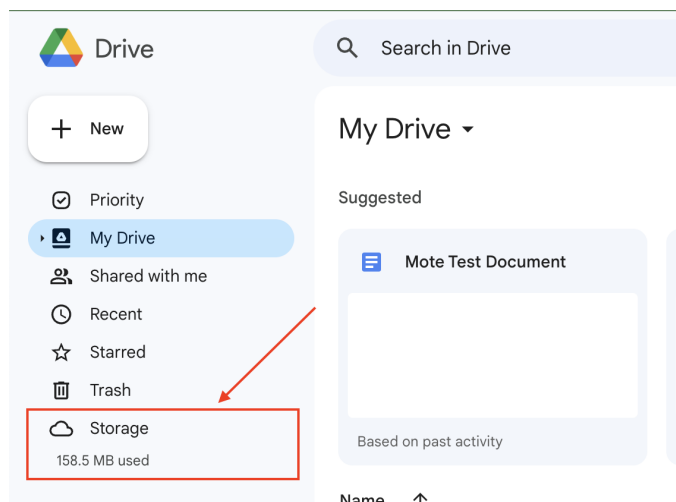 Drive
Search in Drive
New
My Drive
Priority
My Drive
Shared with me
Recent
Starred
Trash
Storage
158.5 MB used
Suggested
Mote Test Document
Based on past activity
Name